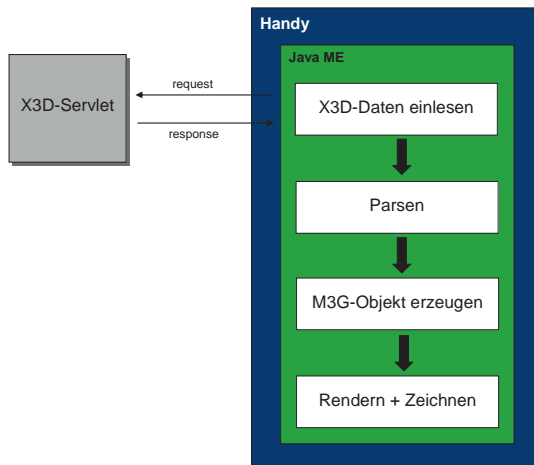 Handy
Java ME
X3D-Servlet
request
response
X3D-Daten einlesen
Parsen
M3G-Objekt erzeugen
Rendern + Zeichnen